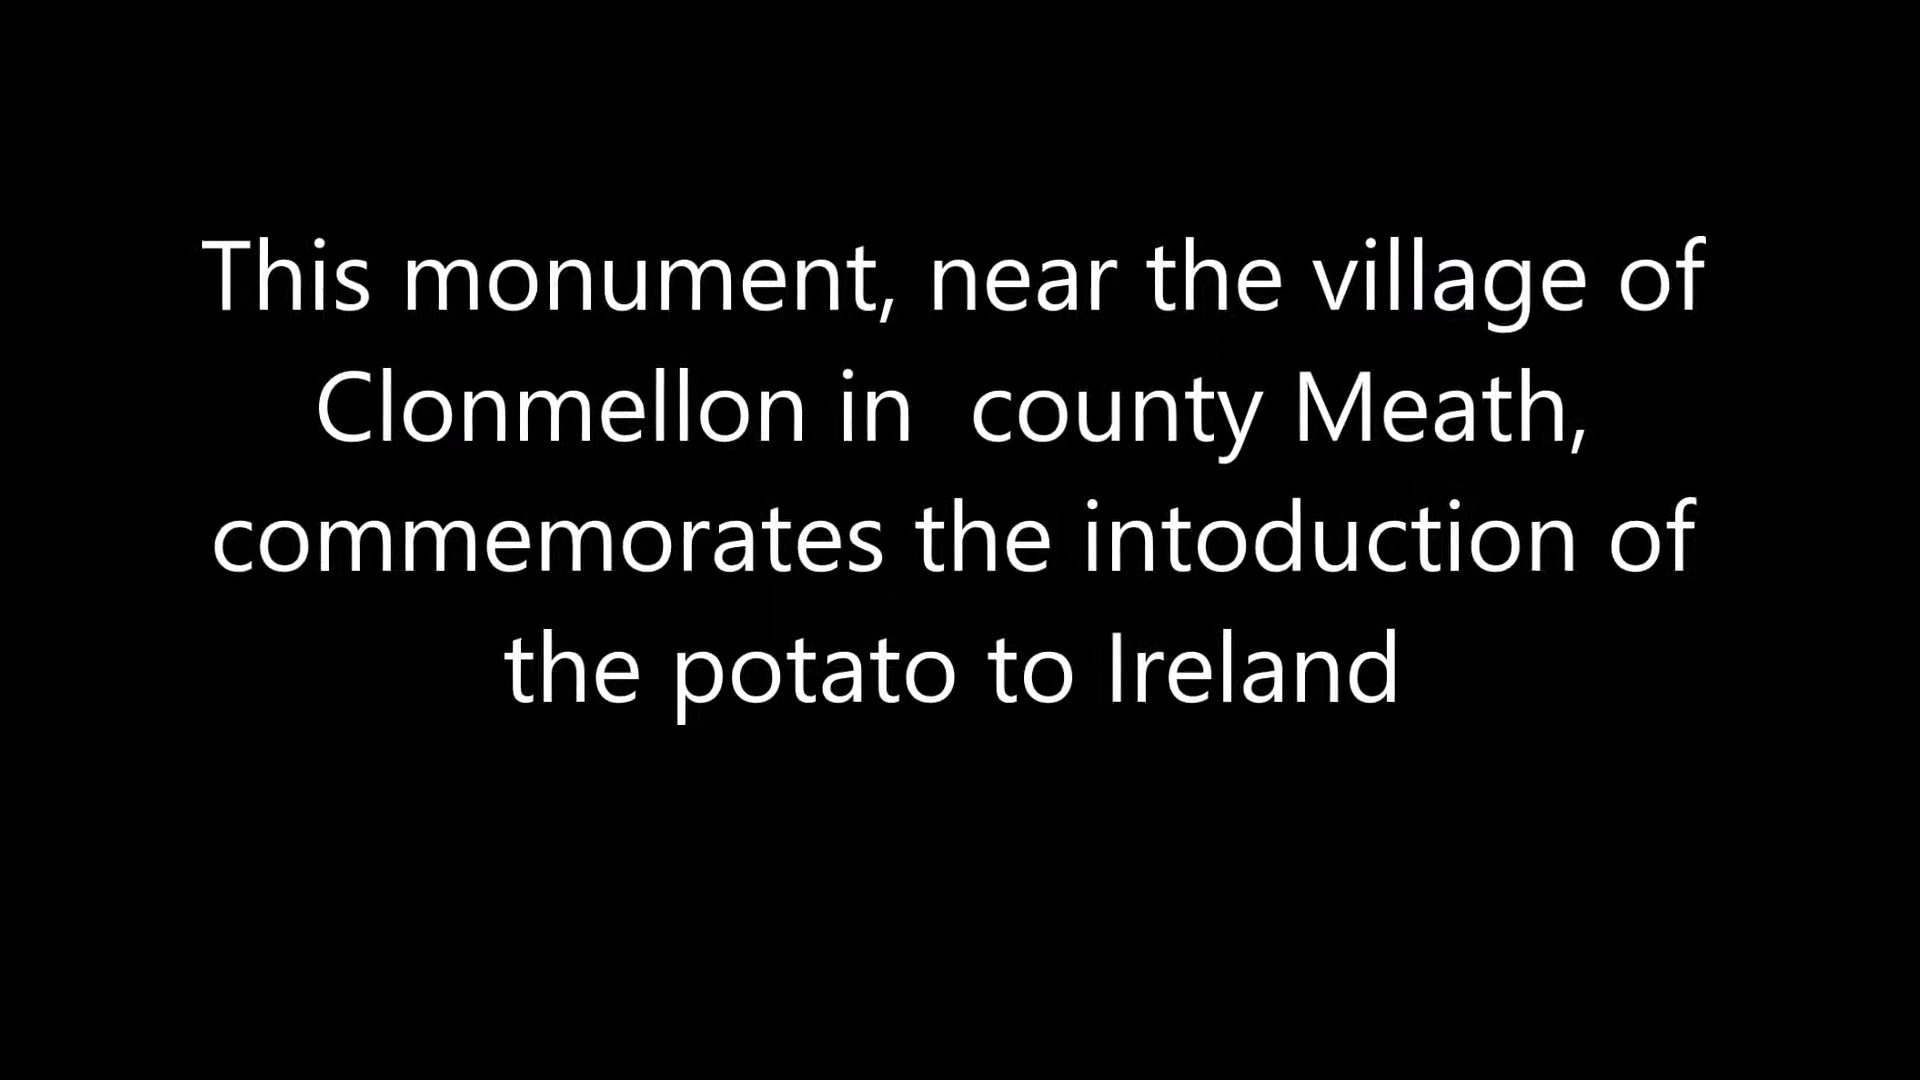 This monument, near the village of
Clonmellon in  county Meath,
commemorates the intoduction of
the potato to Ireland